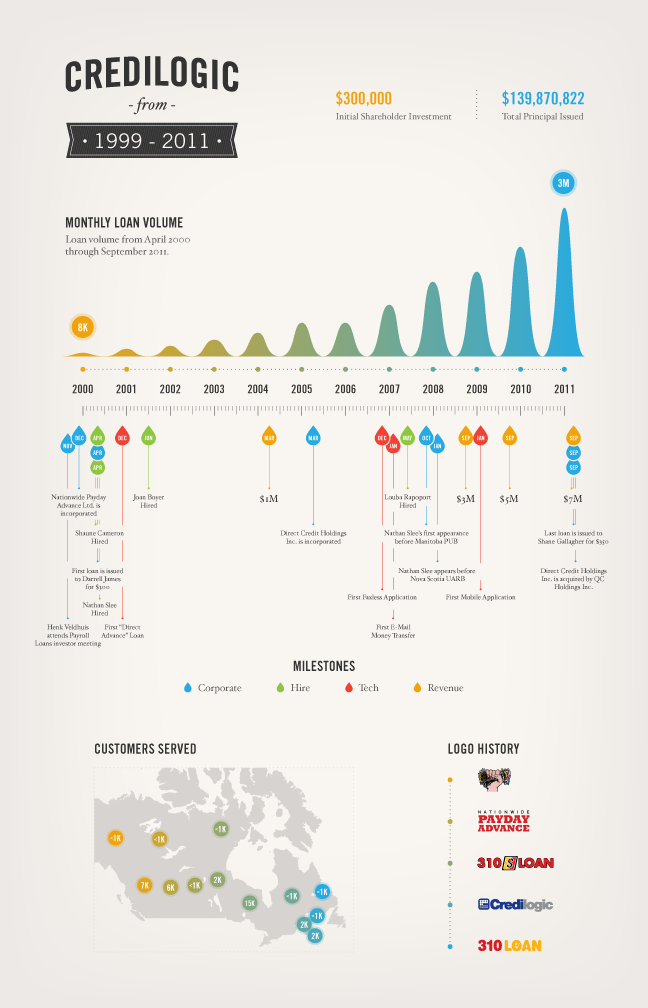 CREDILOGIC
- from -
1999 - 2011
$300,000
Initial Shareholder Investment
$139,870,822
Total Principal Issued
MONTHLY LOAN VOLUME
Loan volume from April 2000
through September 2011.
8K
3M
2000 2001 2002 2003 2004 2005 2006 2007 2008 2009 2010 2011
NOV DEC APR DEC JUN MAR MAR DEC JAN MAY OCT JAN SEP JAN SEP SEP
APR SEP
APR SEP
Nationwide Payday
Advance Ltd. is
incorporated
Joan Boyer
Hired
$1M
Louba Rapoport
Hired
$3M
$5M
$7M
Shaune Cameron
Hired
Direct Credit Holdings
Inc. is incorporated
Nathan Slee's first appearance
before Manitoba PUB
Last loan is issued to
Shane Gallagher for $350
First loan is issued
to Darrell James
for $300
Nathan Slee appears before
Nova Scotia UARB
Direct Credit Holdings
Inc. is acquired by QC
Holdings Inc.
Nathan Slee
Hired
First Faxless Application
First Mobile Application
Henk Veldhuis
attends Payroll
Loans investor meeting
First "Direct
Advance" Loan
First E-Mail
Money Transfer
MILESTONES
Corporate
Hire
Tech
Revenue
CUSTOMERS SERVED
-1K
-1K
-1K
7K
6K
-1K
2K
15K
-1K
-1K
-1K
2K
2K
LOGO HISTORY
NATIONWIDE
PAYDAY
ADVANCE
310 $ LOAN
Credilogic
310 LOAN